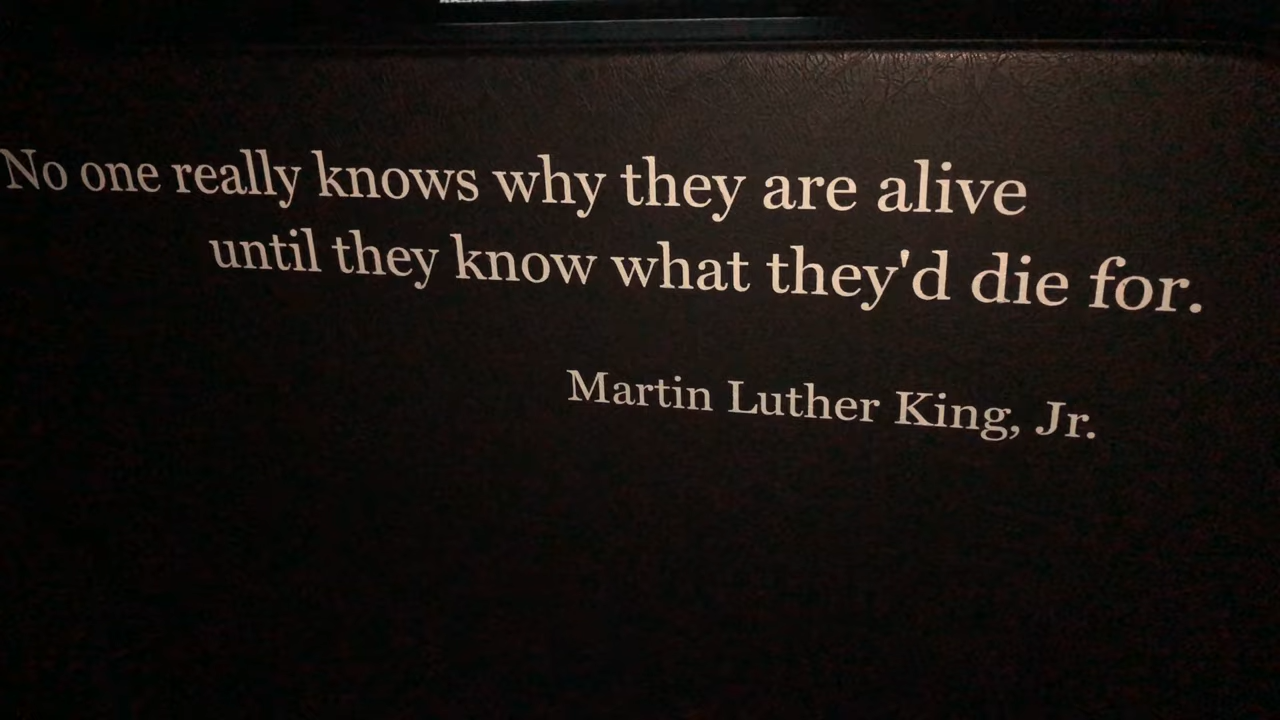 No one really knows why they are alive
until they know what they'd die for.
Martin Luther King, Jr.